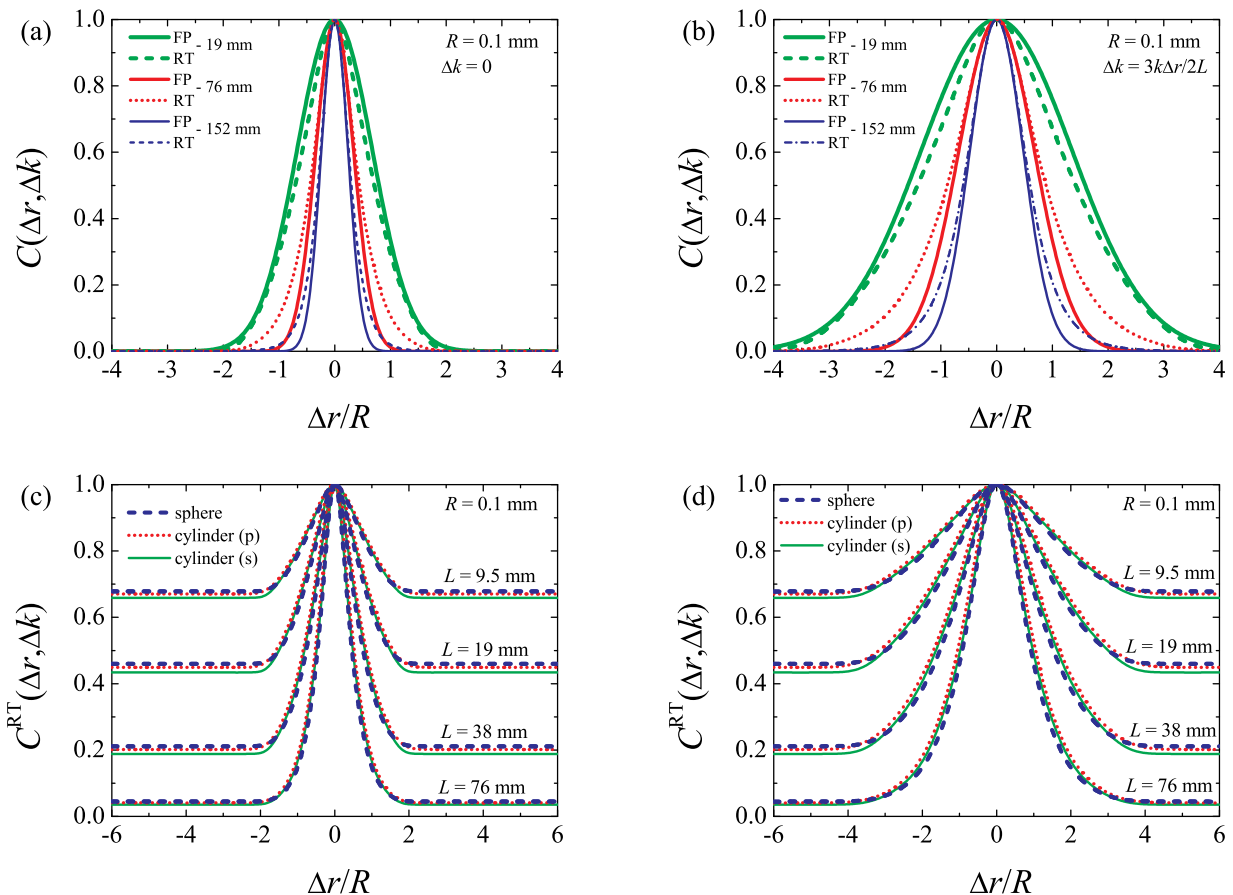 (a)
FP
- 19 mm
RT
FP
- 76 mm
RT
FP
- 152 mm
RT
R = 0.1 mm
Δk = 0
C(Δr,Δk)
1.0
0.8
0.6
0.4
0.2
0.0
-4 -3 -2 -1 0 1 2 3 4
Δr/R
(b)
FP
- 19 mm
RT
FP
- 76 mm
RT
FP
- 152 mm
RT
R = 0.1 mm
Δk = 3kΔr/2L
C(Δr,Δk)
1.0
0.8
0.6
0.4
0.2
0.0
-4 -3 -2 -1 0 1 2 3 4
Δr/R
(c)
sphere
cylinder (p)
cylinder (s)
R = 0.1 mm
L = 9.5 mm
L = 19 mm
L = 38 mm
L = 76 mm
C^RT(Δr,Δk)
1.0
0.8
0.6
0.4
0.2
0.0
-6 -4 -2 0 2 4 6
Δr/R
(d)
sphere
cylinder (p)
cylinder (s)
R = 0.1 mm
L = 9.5 mm
L = 19 mm
L = 38 mm
L = 76 mm
C^RT(Δr,Δk)
1.0
0.8
0.6
0.4
0.2
0.0
-6 -4 -2 0 2 4 6
Δr/R